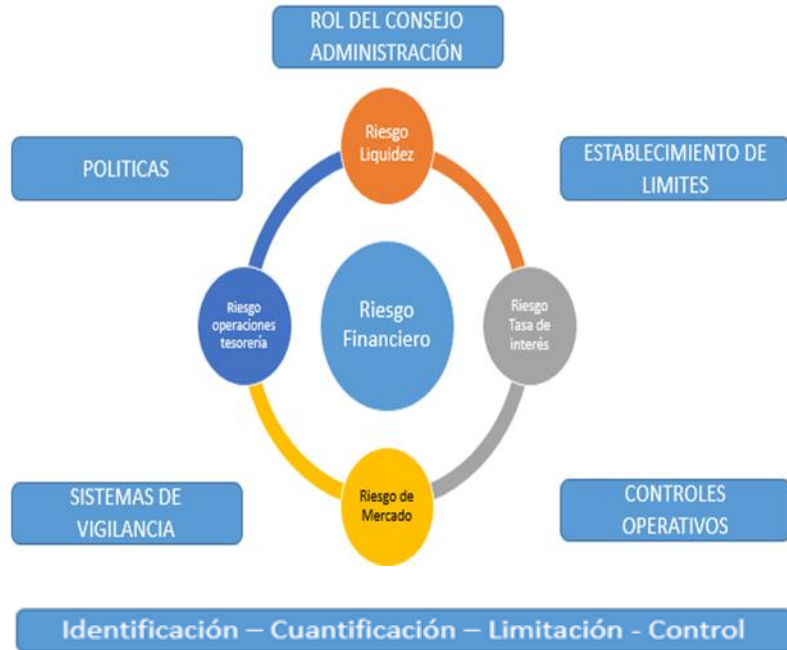 ROL DEL CONSEJO
ADMINISTRACIÓN
Riesgo
Liquidez
POLITICAS
ESTABLECIMIENTO DE
LIMITES
Riesgo
operaciones
tesorería
Riesgo
Financiero
Riesgo
Tasa de
interés
SISTEMAS DE
VIGILANCIA
Riesgo de
Mercado
CONTROLES
OPERATIVOS
Identificación – Cuantificación – Limitación - Control